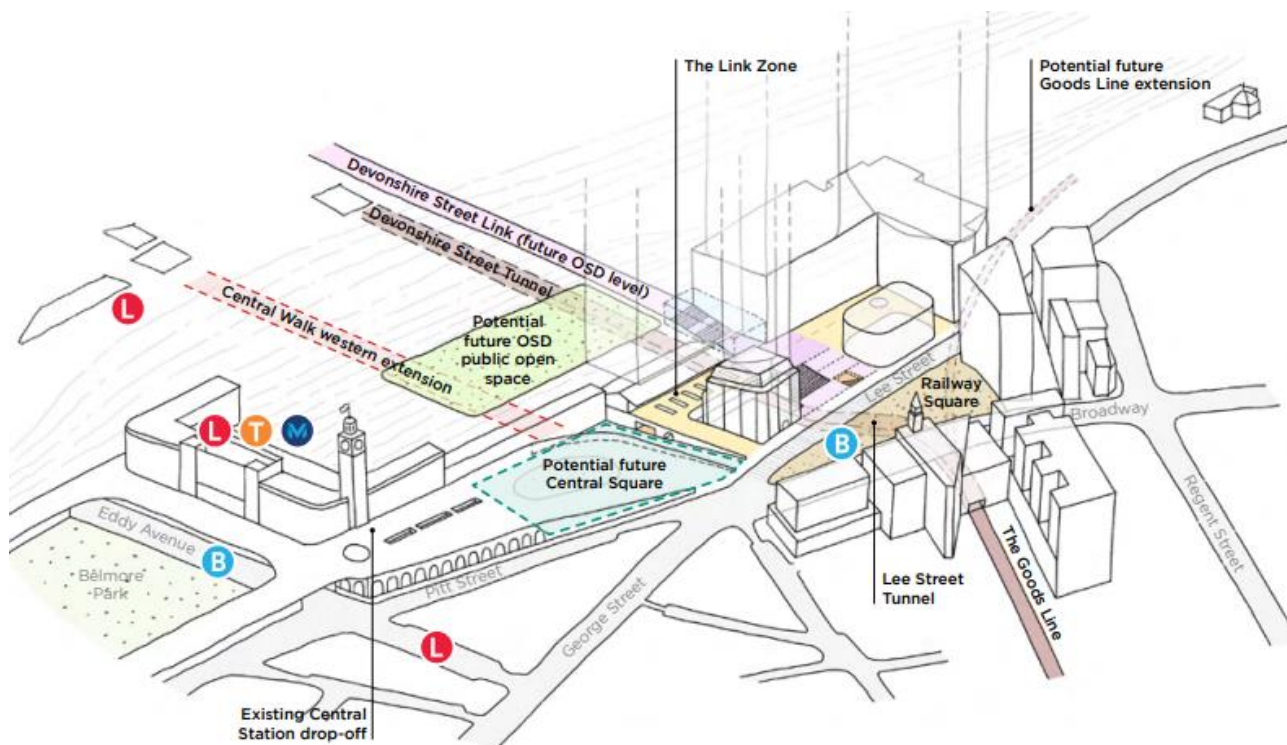 The Link Zone
Potential future
Goods Line extension
Devonshire Street Link (future OSD level)
Devonshire Street Tunnel
Central Walk western extension
Potential
future OSD
public open
space
L
Lee Street
Railway
Square
Broadway
L T M
B
Potential future
Central Square
Eddy Avenue
B
Belmore
Park
Pitt Street
George Street
Regent Street
The Goods Line
Lee Street
Tunnel
L
Existing Central
Station drop-off